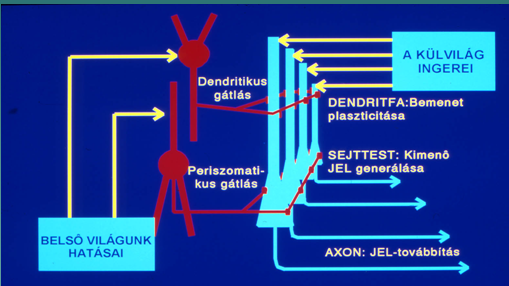 A KÜLVILÁG
INGEREI
Dendritikus
gátlás
DENDRITFA:Bemenet
plaszticitása
SEJTTEST: Kimenô
JEL generálása
Periszomati-
kus gátlás
BELSÔ VILÁGUNK
HATÁSAI
AXON: JEL-továbbítás